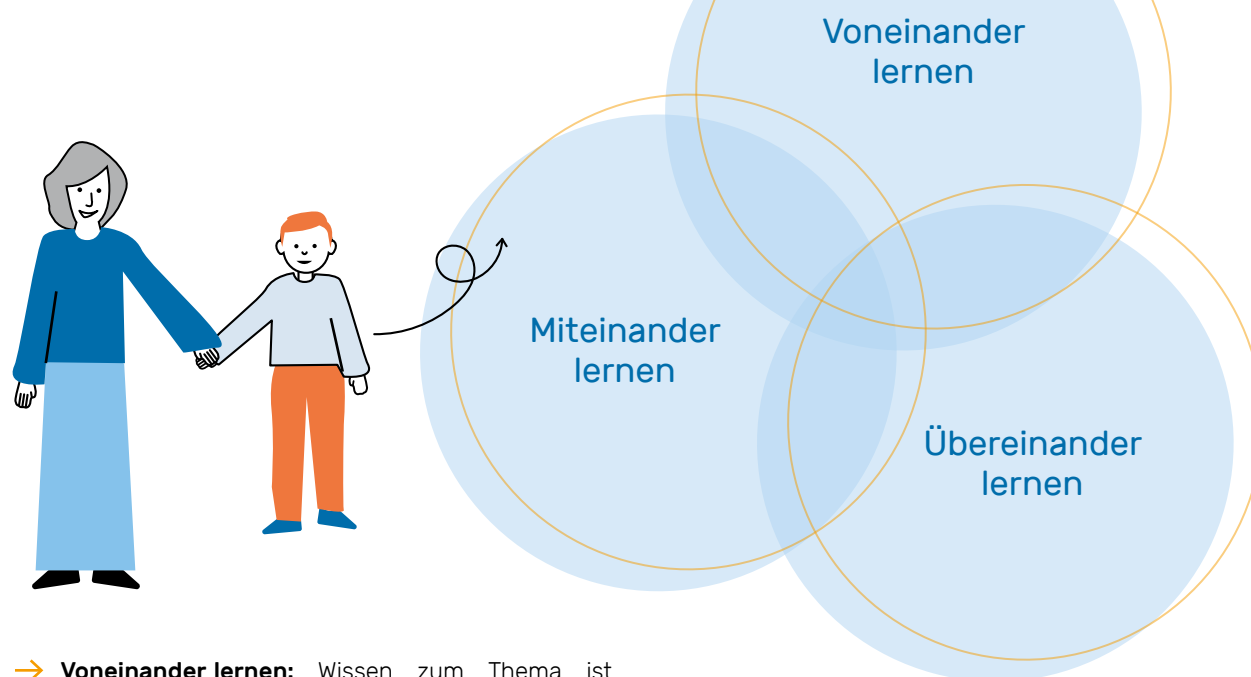 Voneinander
lernen
Miteinander
lernen
Übereinander
lernen
→ Voneinander lernen: Wissen zum Thema ist